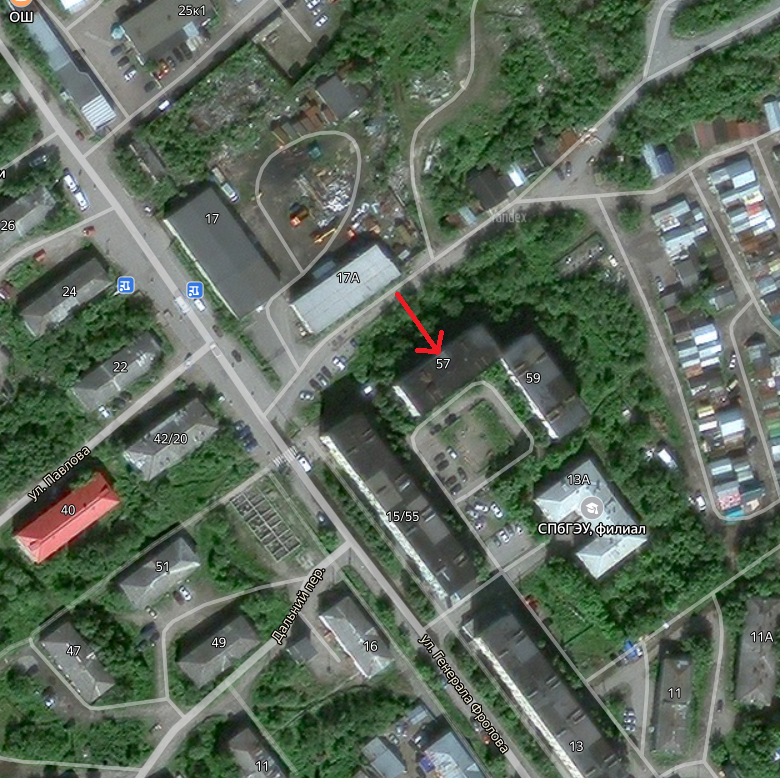 25к1
ОШ
17
26
Yandex
24
17А
22
57
59
42/20
ул. Павлова
40
13А
СПбГЭУ, филиал
15/55
51
Дальний пер.
49
16
47
ул. Генерала Фролова
11А
11
13
11